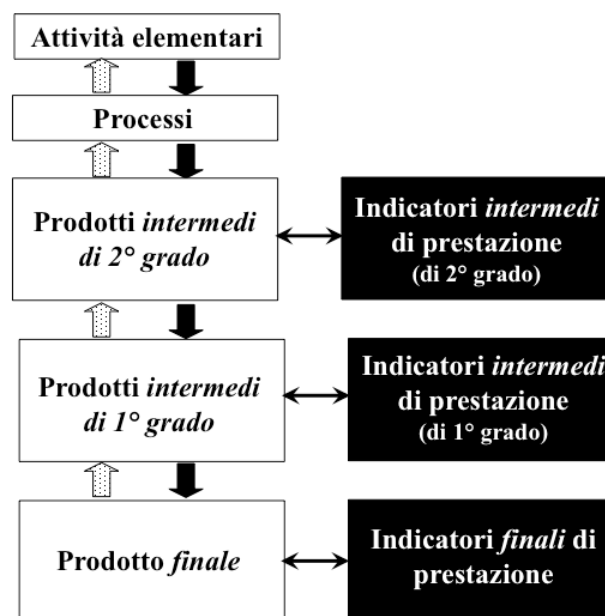 Attività elementari
Processi
Prodotti intermedi
di 2° grado
Indicatori intermedi
di prestazione
(di 2° grado)
Prodotti intermedi
di 1° grado
Indicatori intermedi
di prestazione
(di 1° grado)
Prodotto finale
Indicatori finali di
prestazione